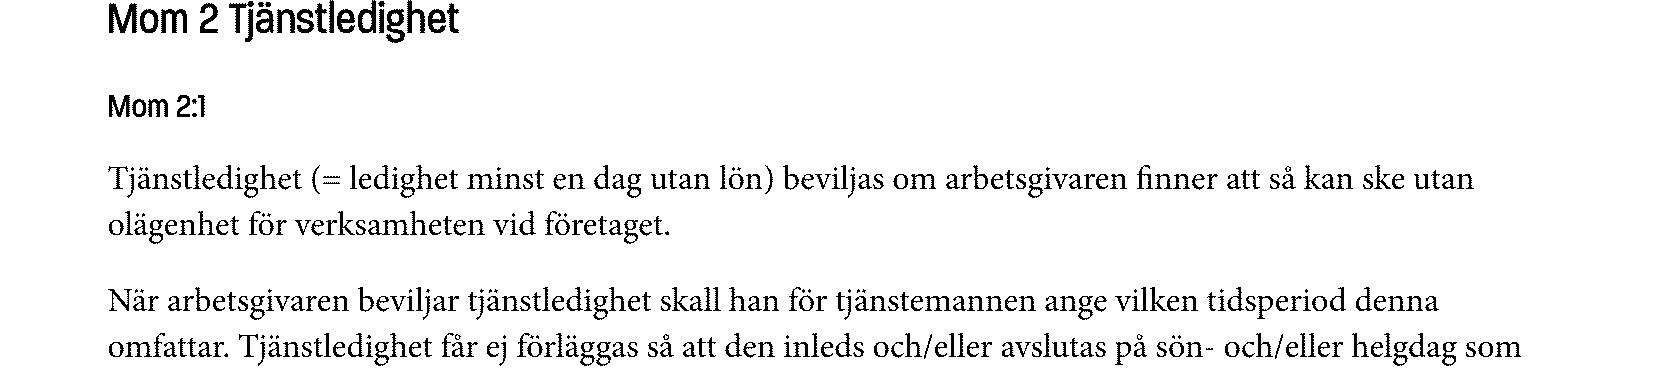 Mom 2 Tjänstledighet
Mom 2:1
Tjänstledighet (= ledighet minst en dag utan lön) beviljas om arbetsgivaren finner att så kan ske utan
olägenhet för verksamheten vid företaget.
När arbetsgivaren beviljar tjänstledighet skall han för tjänstemannen ange vilken tidsperiod denna
omfattar. Tjänstledighet får ej förläggas så att den inleds och/eller avslutas på sön- och/eller helgdag som